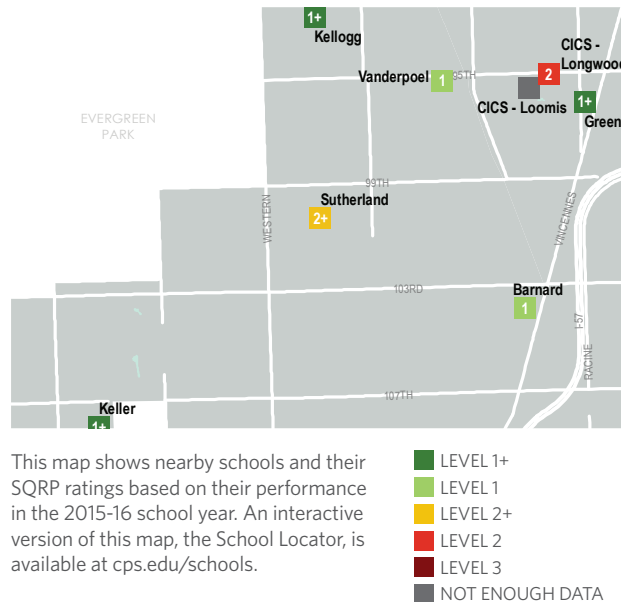 1+
Kellogg
CICS -
Longwood
2
Vanderpoel
1
95TH
CICS - Loomis
1+
Green
EVERGREEN
PARK
99TH
Sutherland
2+
WESTERN
VINCENNES
Barnard
1
103RD
I-57
RACINE
107TH
Keller
1+
This map shows nearby schools and their
SQRP ratings based on their performance
in the 2015-16 school year. An interactive
version of this map, the School Locator, is
available at cps.edu/schools.
LEVEL 1+
LEVEL 1
LEVEL 2+
LEVEL 2
LEVEL 3
NOT ENOUGH DATA